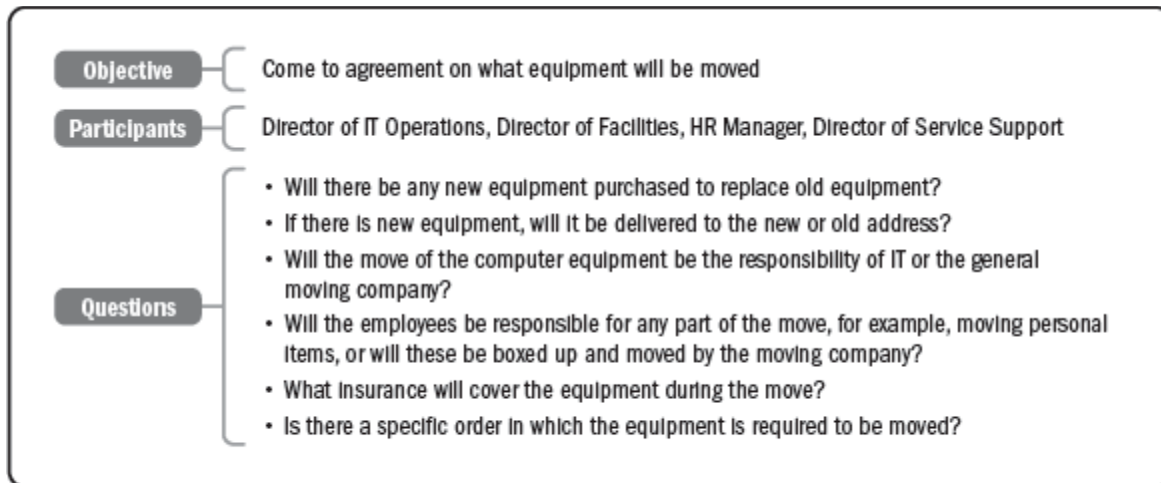 Objective
Come to agreement on what equipment will be moved
Participants
Director of IT Operations, Director of Facilities, HR Manager, Director of Service Support
Questions
• Will there be any new equipment purchased to replace old equipment?
• If there is new equipment, will it be delivered to the new or old address?
• Will the move of the computer equipment be the responsibility of IT or the general
moving company?
• Will the employees be responsible for any part of the move, for example, moving personal
items, or will these be boxed up and moved by the moving company?
• What insurance will cover the equipment during the move?
• Is there a specific order in which the equipment is required to be moved?